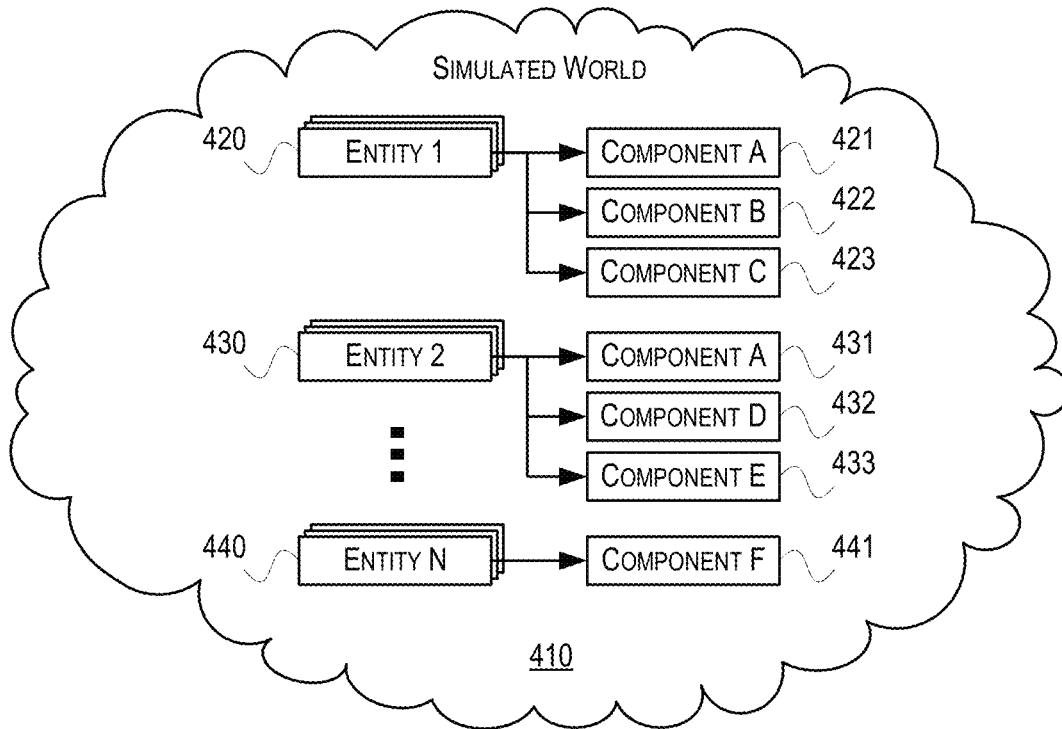 SIMULATED WORLD
420 ENTITY 1 COMPONENT A 421
COMPONENT B 422
COMPONENT C 423
430 ENTITY 2 COMPONENT A 431
COMPONENT D 432
COMPONENT E 433
440 ENTITY N COMPONENT F 441
410